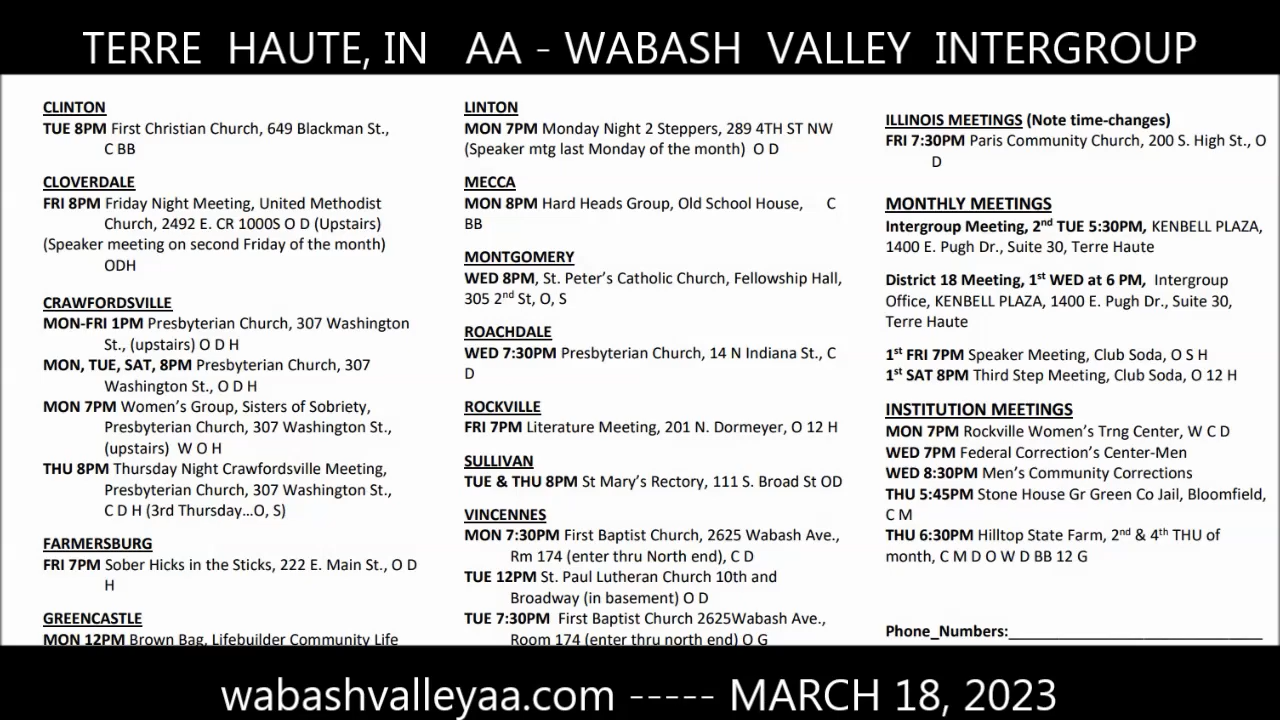 TERRE HAUTE, IN AA - WABASH VALLEY INTERGROUP
CLINTON
TUE 8PM First Christian Church, 649 Blackman St.,
C BB
CLOVERDALE
FRI 8PM Friday Night Meeting, United Methodist
Church, 2492 E. CR 1000S O D (Upstairs)
(Speaker meeting on second Friday of the month)
ODH
CRAWFORDSVILLE
MON-FRI 1PM Presbyterian Church, 307 Washington
St., (upstairs) O D H
MON, TUE, SAT, 8PM Presbyterian Church, 307
Washington St., O D H
MON 7PM Women's Group, Sisters of Sobriety,
Presbyterian Church, 307 Washington St.,
(upstairs) W O H
THU 8PM Thursday Night Crawfordsville Meeting,
Presbyterian Church, 307 Washington St.,
C D H (3rd Thursday…O, S)
FARMERSBURG
FRI 7PM Sober Hicks in the Sticks, 222 E. Main St., O D
H
GREENCASTLE
MON 12PM Brown Bag, Lifebuilder Community Life
LINTON
MON 7PM Monday Night 2 Steppers, 289 4TH ST NW
(Speaker mtg last Monday of the month) O D
MECCA
MON 8PM Hard Heads Group, Old School House, C
BB
MONTGOMERY
WED 8PM, St. Peter's Catholic Church, Fellowship Hall,
305 2nd St, O, S
ROACHDALE
WED 7:30PM Presbyterian Church, 14 N Indiana St., C
D
ROCKVILLE
FRI 7PM Literature Meeting, 201 N. Dormeyer, O 12 H
SULLIVAN
TUE & THU 8PM St Mary's Rectory, 111 S. Broad St OD
VINCENNES
MON 7:30PM First Baptist Church, 2625 Wabash Ave.,
Rm 174 (enter thru North end), C D
TUE 12PM St. Paul Lutheran Church 10th and
Broadway (in basement) O D
TUE 7:30PM First Baptist Church 2625Wabash Ave.,
Room 174 (enter thru north end) O G
ILLINOIS MEETINGS (Note time-changes)
FRI 7:30PM Paris Community Church, 200 S. High St., O
D
MONTHLY MEETINGS
Intergroup Meeting, 2nd TUE 5:30PM, KENBELL PLAZA,
1400 E. Pugh Dr., Suite 30, Terre Haute
District 18 Meeting, 1st WED at 6 PM, Intergroup
Office, KENBELL PLAZA, 1400 E. Pugh Dr., Suite 30,
Terre Haute
1st FRI 7PM Speaker Meeting, Club Soda, O S H
1st SAT 8PM Third Step Meeting, Club Soda, O 12 H
INSTITUTION MEETINGS
MON 7PM Rockville Women's Trng Center, W C D
WED 7PM Federal Correction's Center-Men
WED 8:30PM Men's Community Corrections
THU 5:45PM Stone House Gr Green Co Jail, Bloomfield,
C M
THU 6:30PM Hilltop State Farm, 2nd & 4th THU of
month, C M D O W D BB 12 G
Phone_Numbers:______________________________
wabashvalleyaa.com ----- MARCH 18, 2023